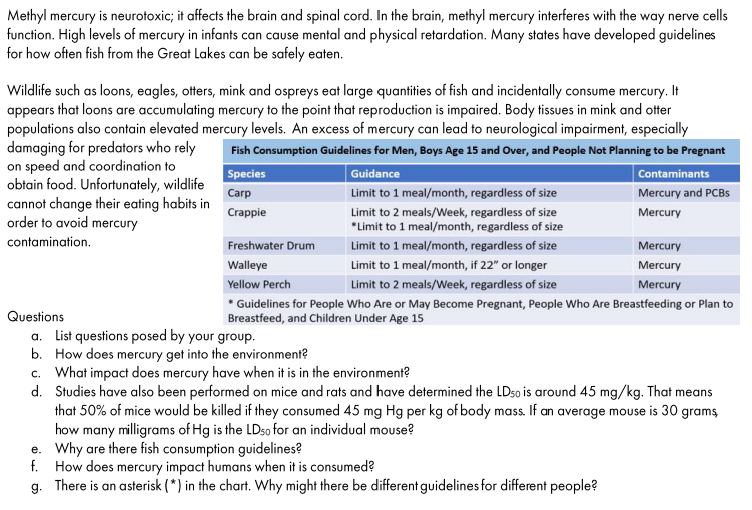 Methyl mercury is neurotoxic; it affects the brain and spinal cord. In the brain, methyl mercury interferes with the way nerve cells
function. High levels of mercury in infants can cause mental and physical retardation. Many states have developed guidelines
for how often fish from the Great Lakes can be safely eaten.
Wildlife such as loons, eagles, otters, mink and ospreys eat large quantities of fish and incidentally consume mercury. It
appears that loons are accumulating mercury to the point that reproduction is impaired. Body tissues in mink and otter
populations also contain elevated mercury levels. An excess of mercury can lead to neurological impairment, especially
damaging for predators who rely
on speed and coordination to
obtain food. Unfortunately, wildlife
cannot change their eating habits in
order to avoid mercury
contamination.
Fish Consumption Guidelines for Men, Boys Age 15 and Over, and People Not Planning to be Pregnant
Species Guidance Contaminants
Carp Limit to 1 meal/month, regardless of size Mercury and PCBs
Crappie Limit to 2 meals/Week, regardless of size Mercury
*Limit to 1 meal/month, regardless of size
Freshwater Drum Limit to 1 meal/month, regardless of size Mercury
Walleye Limit to 1 meal/month, if 22" or longer Mercury
Yellow Perch Limit to 2 meals/Week, regardless of size Mercury
* Guidelines for People Who Are or May Become Pregnant, People Who Are Breastfeeding or Plan to
Breastfeed, and Children Under Age 15
Questions
a. List questions posed by your group.
b. How does mercury get into the environment?
c. What impact does mercury have when it is in the environment?
d. Studies have also been performed on mice and rats and have determined the LD50 is around 45 mg/kg. That means
that 50% of mice would be killed if they consumed 45 mg Hg per kg of body mass. If an average mouse is 30 grams,
how many milligrams of Hg is the LD50 for an individual mouse?
e. Why are there fish consumption guidelines?
f. How does mercury impact humans when it is consumed?
g. There is an asterisk (*) in the chart. Why might there be different guidelines for different people?